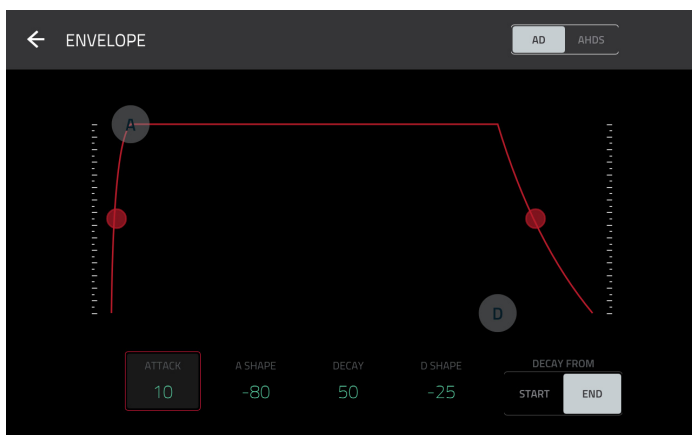 ENVELOPE
AD AHDS
A
D
ATTACK A SHAPE DECAY D SHAPE DECAY FROM
10 -80 50 -25 START END